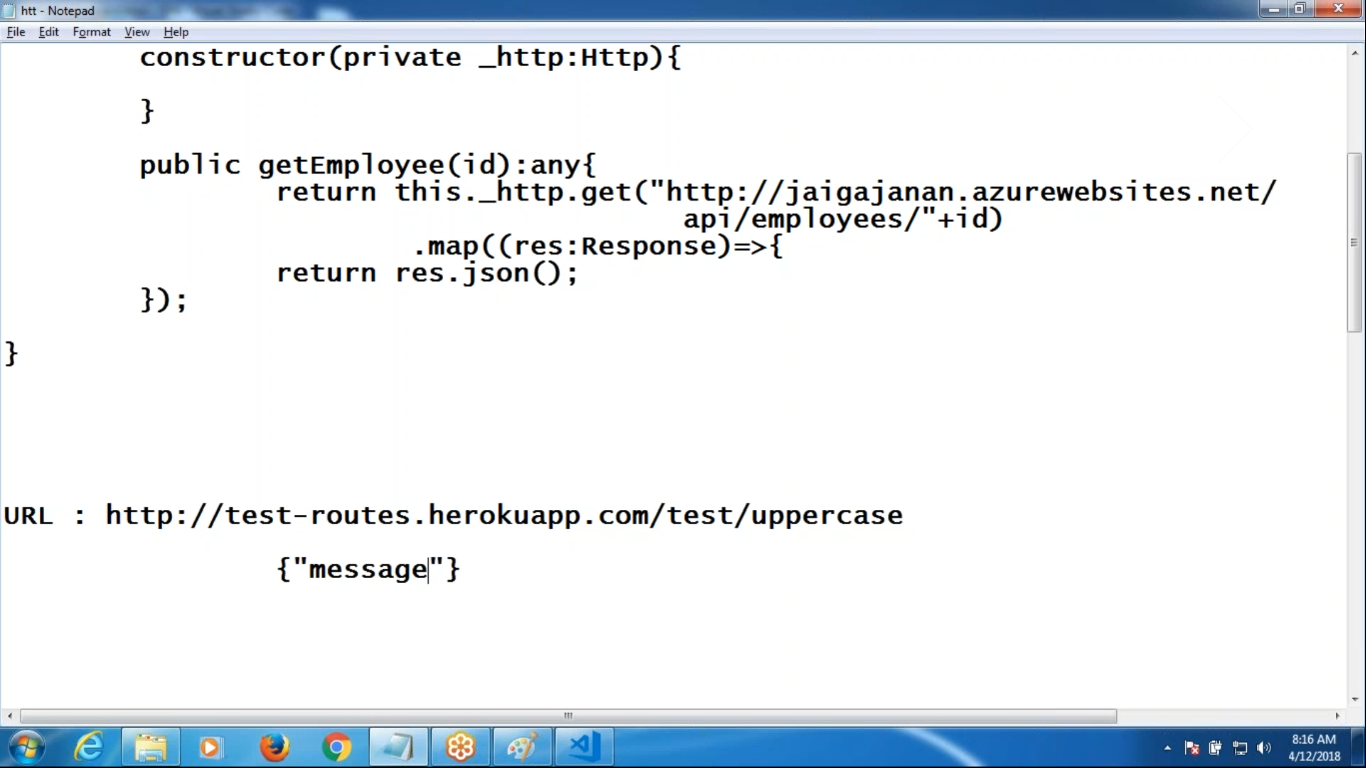 htt - Notepad
File Edit Format View Help
constructor(private _http:Http){
}
public getEmployee(id):any{
return this._http.get("http://jaigajanan.azurewebsites.net/
api/employees/"+id)
.map((res:Response)=>{
return res.json();
});
}
URL : http://test-routes.herokuapp.com/test/uppercase
{"message"}
8:16 AM
4/12/2018